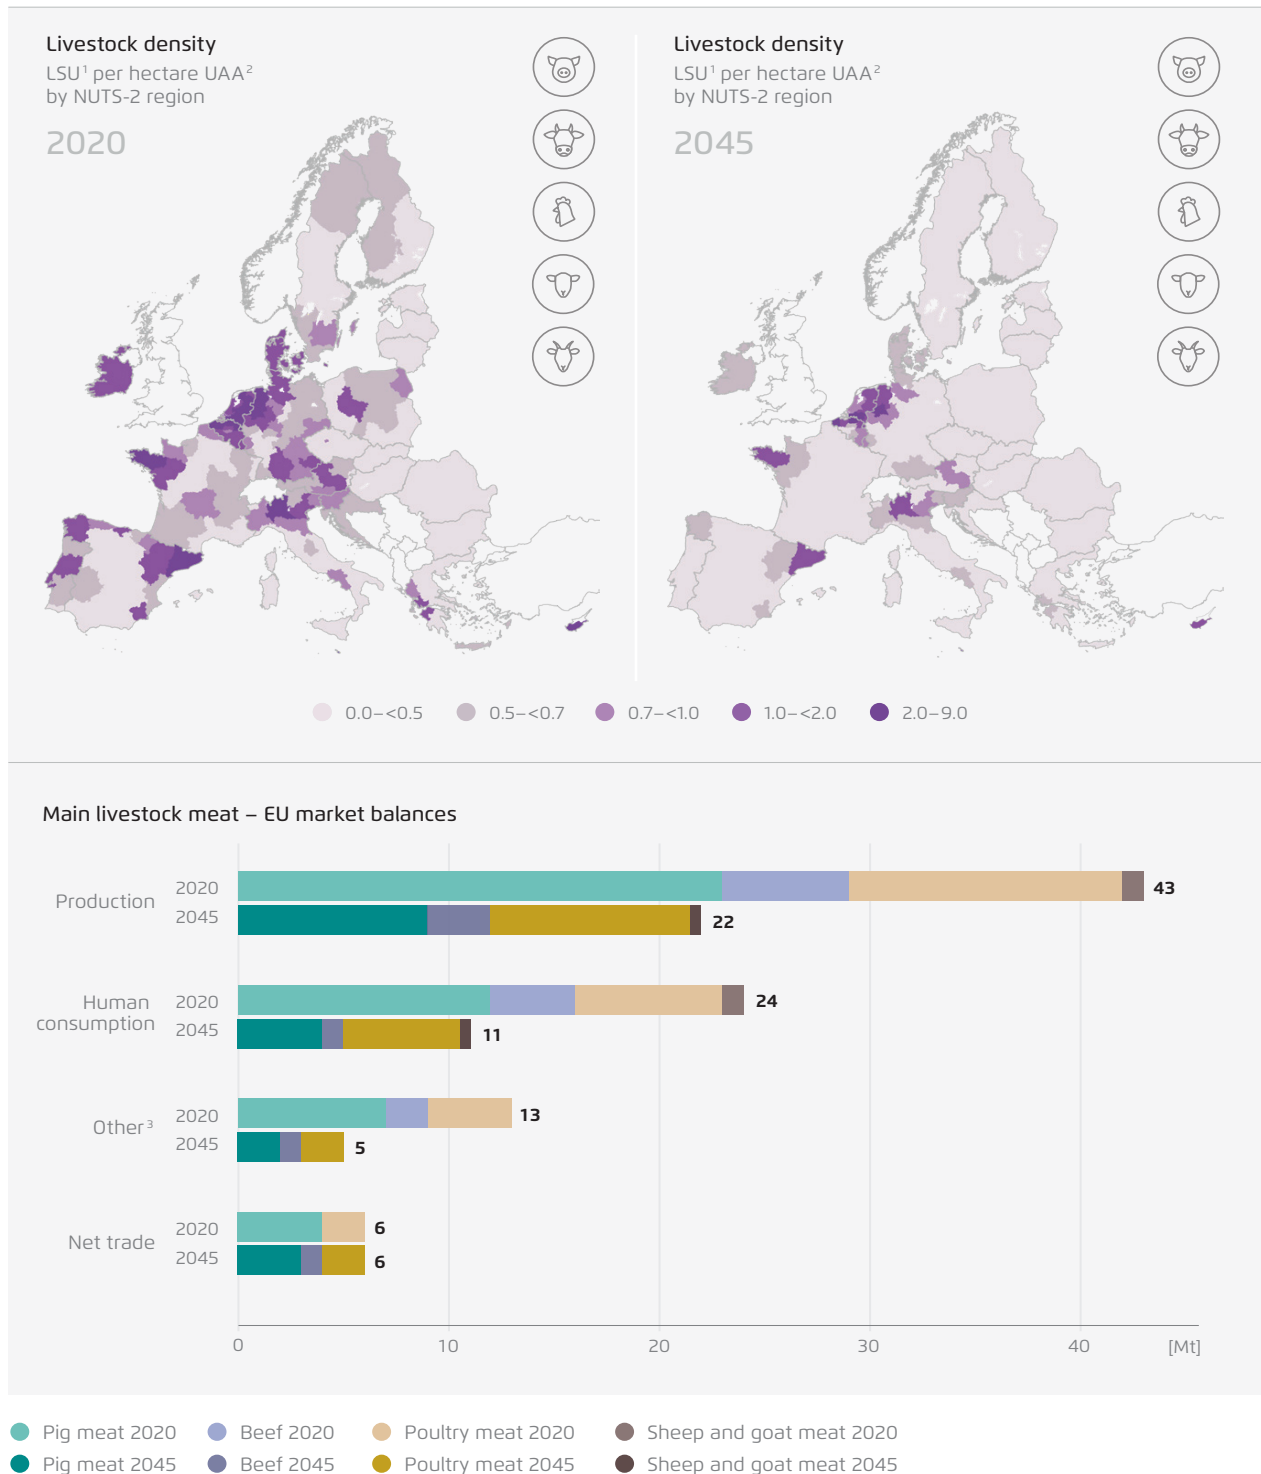 Livestock density
LSU¹ per hectare UAA²
by NUTS-2 region
2020
Livestock density
LSU¹ per hectare UAA²
by NUTS-2 region
2045
0.0–<0.5
0.5–<0.7
0.7–<1.0
1.0–<2.0
2.0–9.0
Main livestock meat – EU market balances
Production
2020
43
2045
22
Human
consumption
2020
24
2045
11
Other³
2020
13
2045
5
Net trade
2020
6
2045
6
0
10
20
30
40
[Mt]
Pig meat 2020
Beef 2020
Poultry meat 2020
Sheep and goat meat 2020
Pig meat 2045
Beef 2045
Poultry meat 2045
Sheep and goat meat 2045